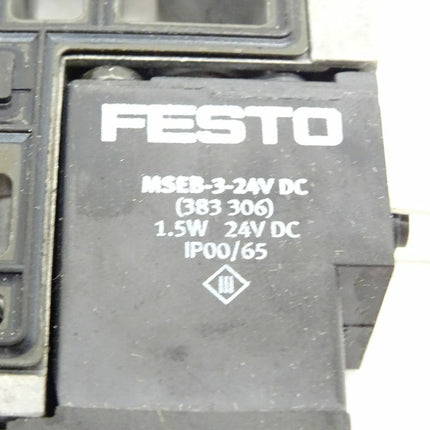 FESTO
MSEB-3-24V DC
(383 306)
1.5W 24V DC
IP00/65